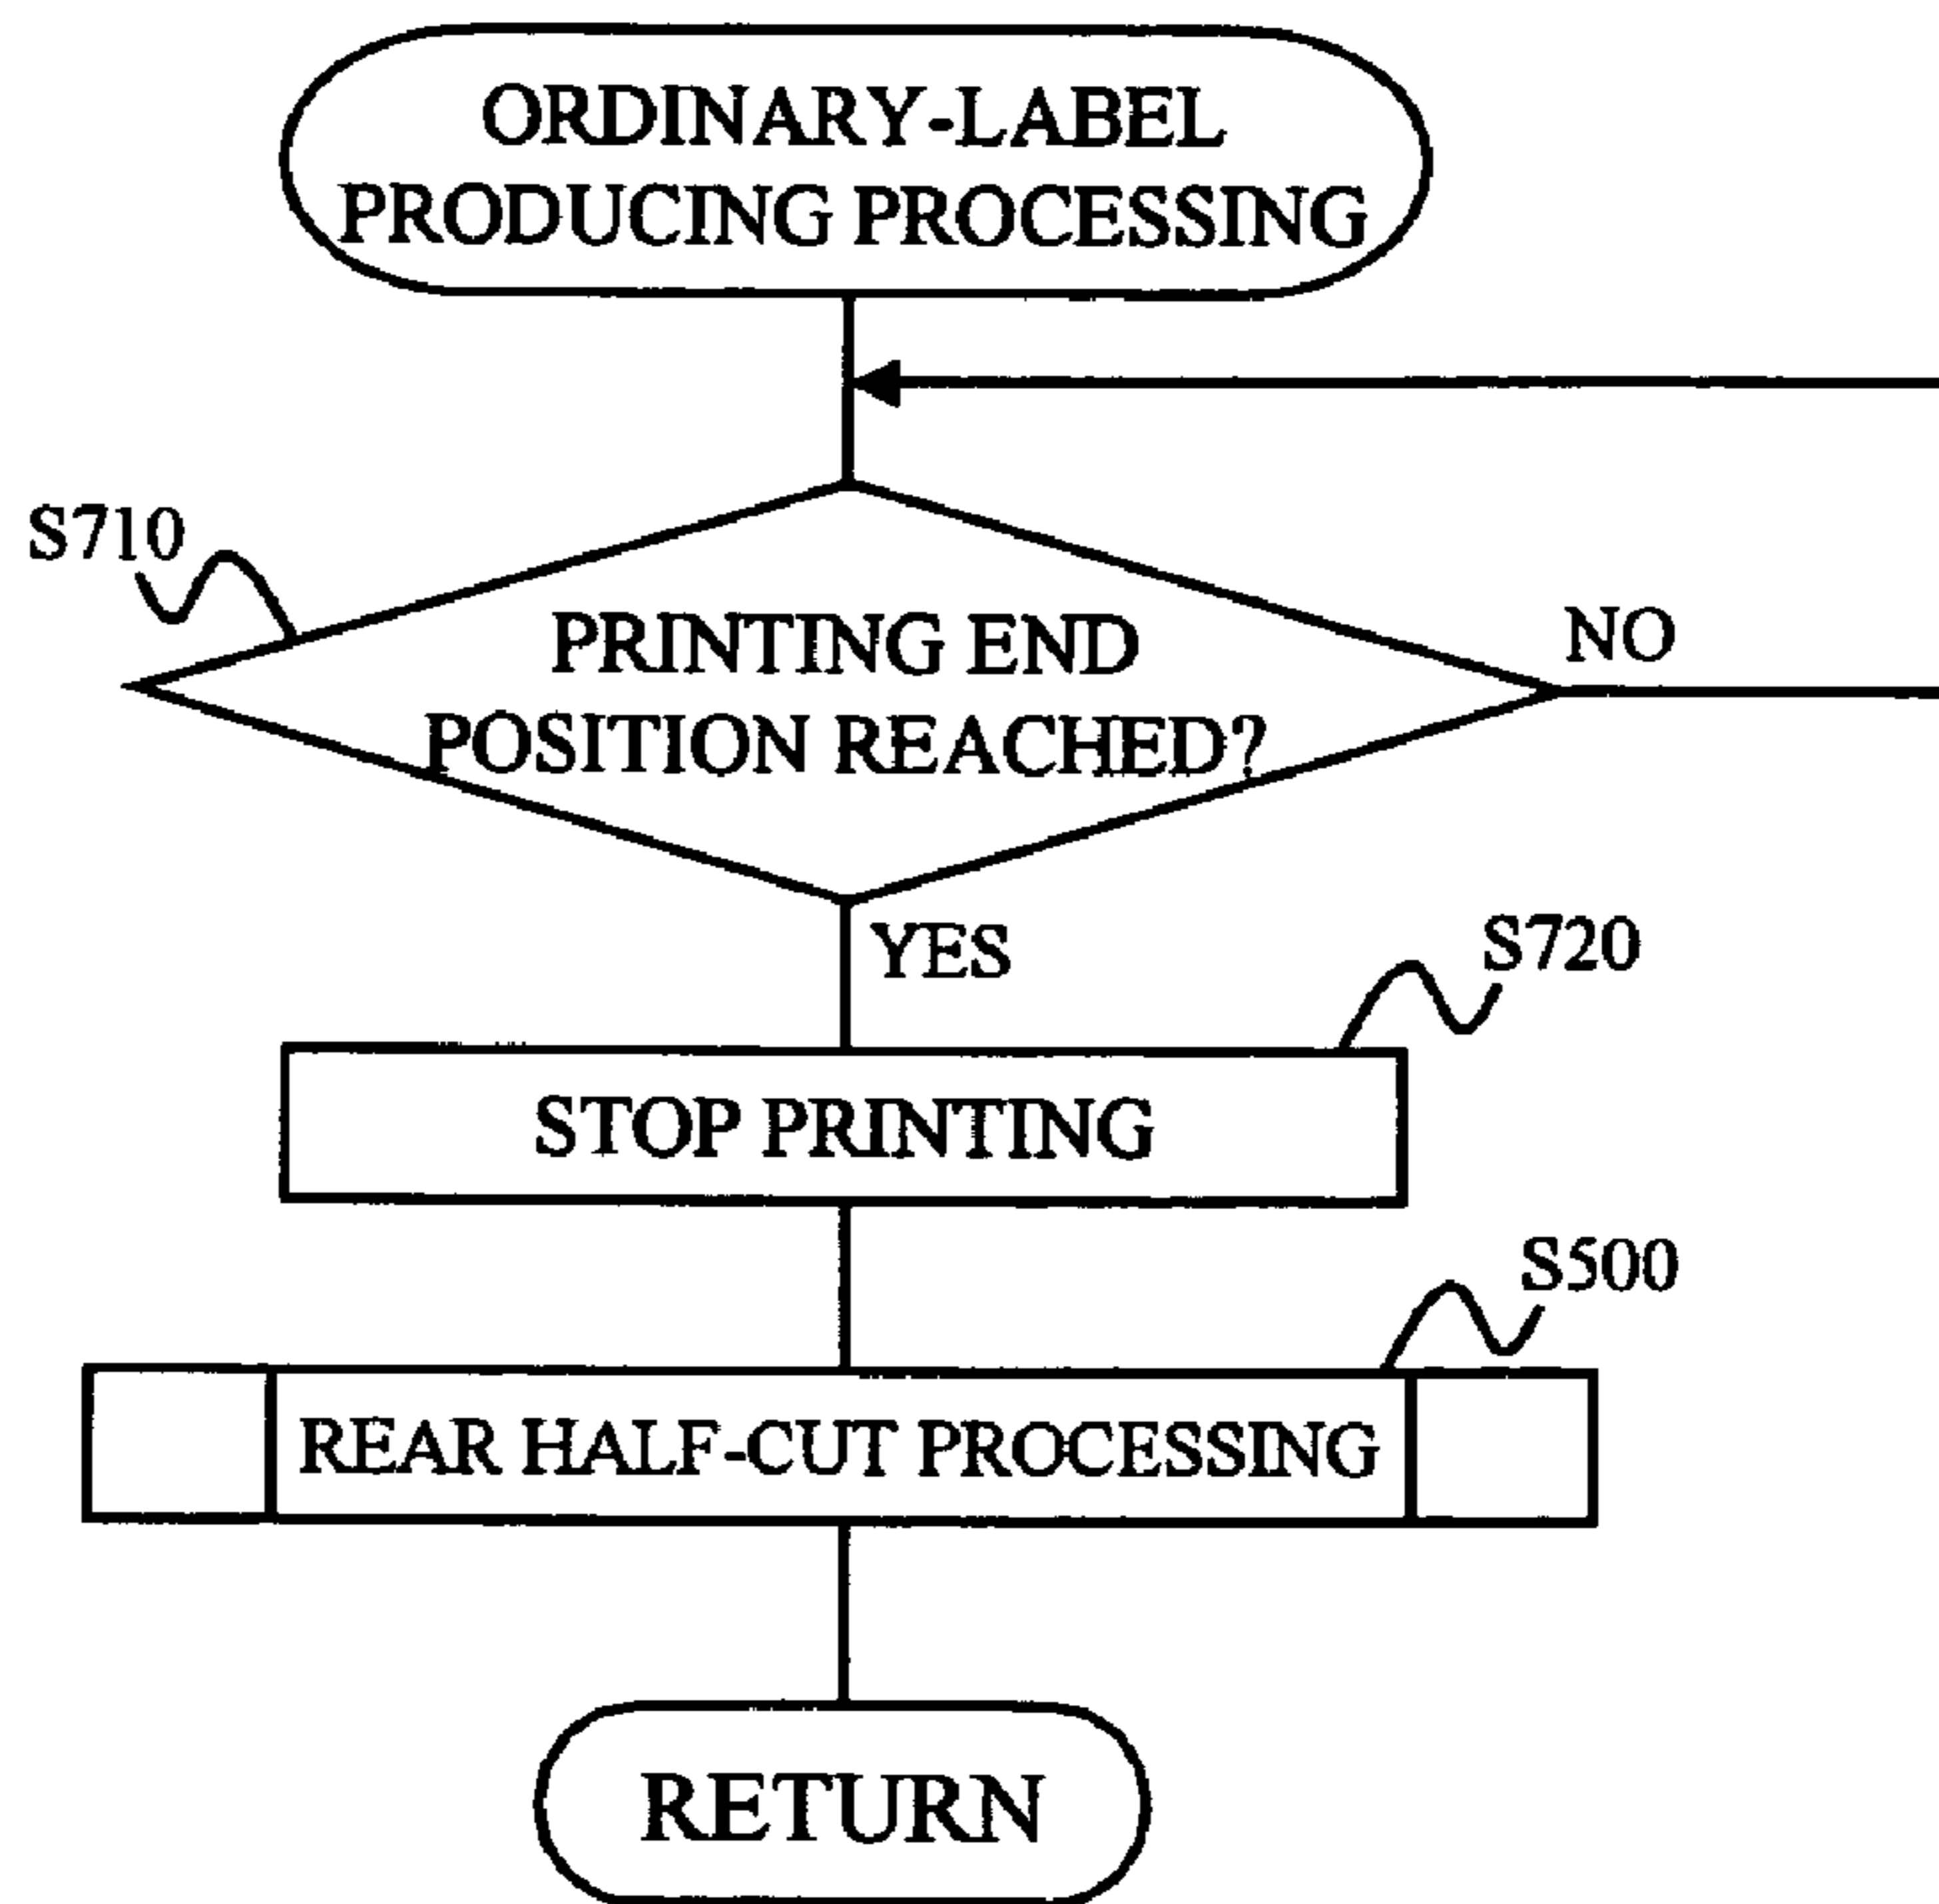 ORDINARY-LABEL
PRODUCING PROCESSING
S710
PRINTING END
POSITION REACHED?
NO
YES
S720
STOP PRINTING
S500
REAR HALF-CUT PROCESSING
RETURN